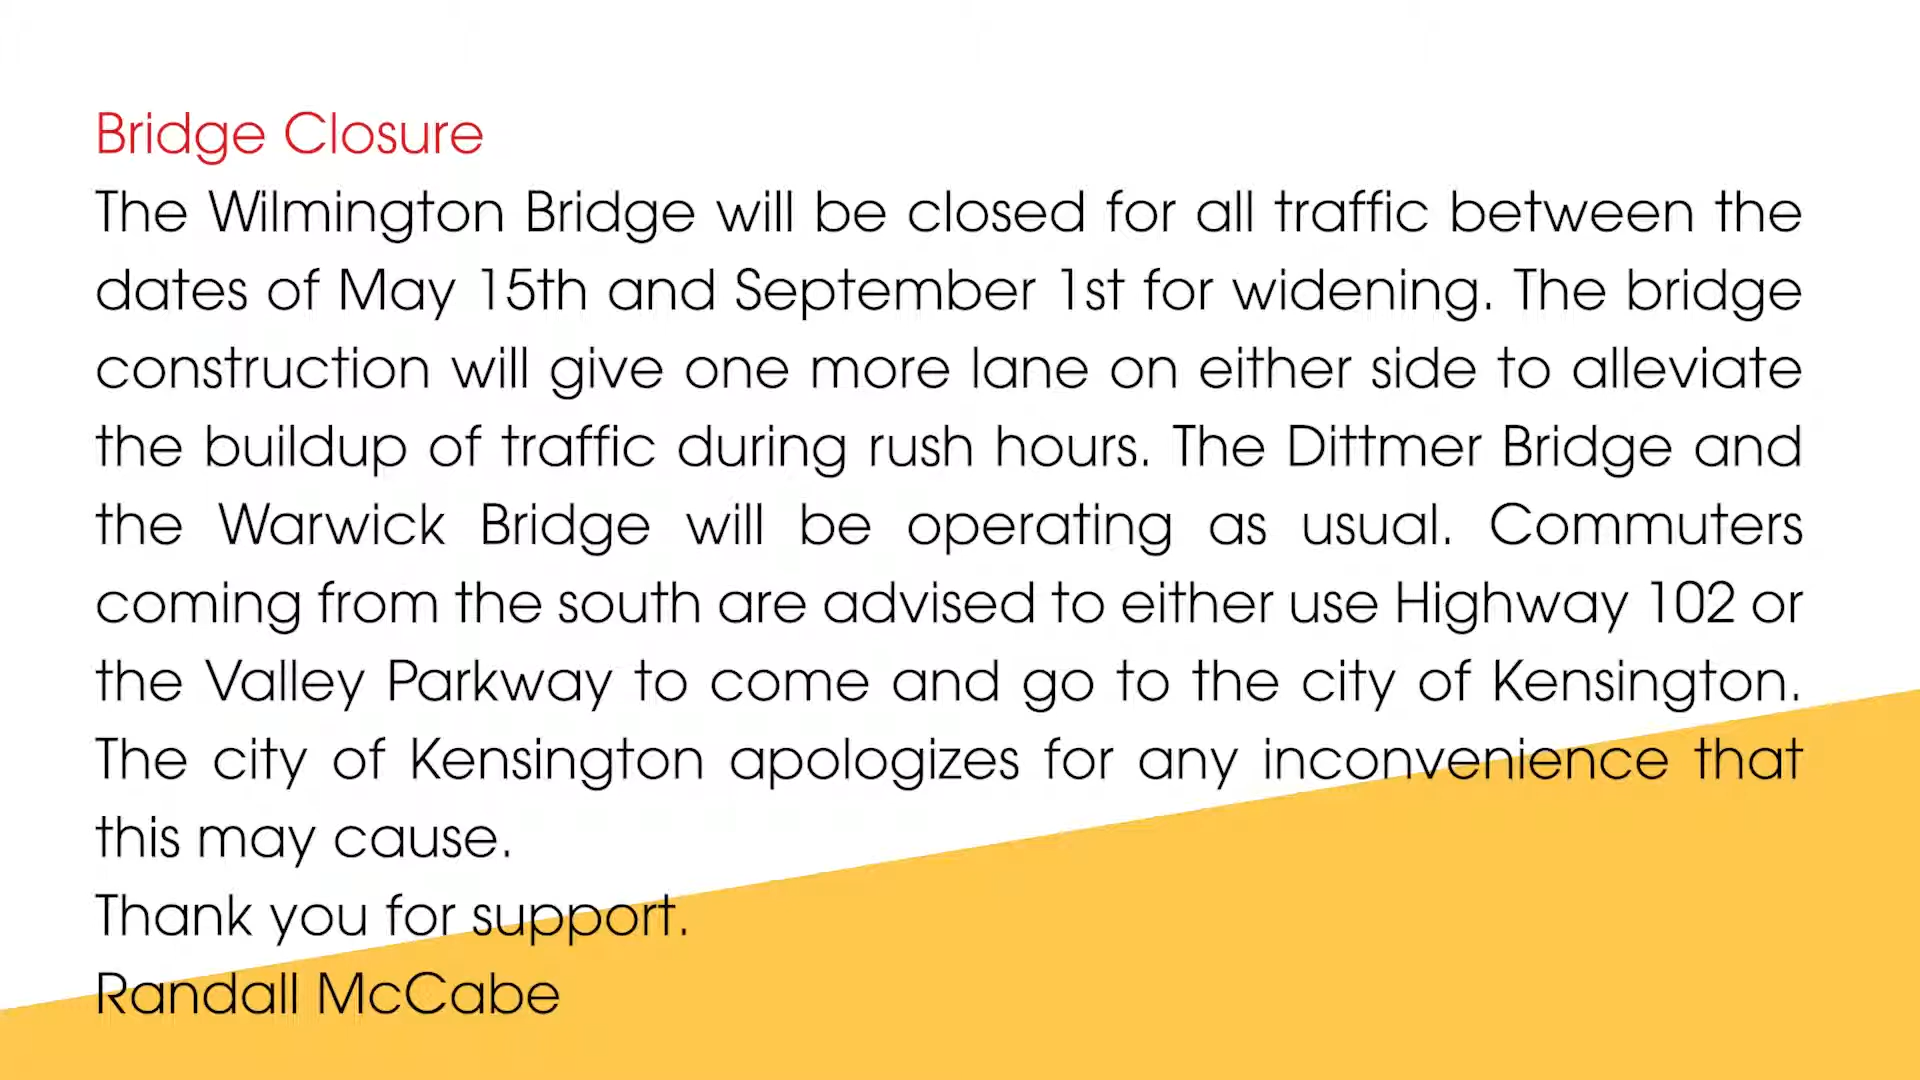 Bridge Closure
The Wilmington Bridge will be closed for all traffic between the
dates of May 15th and September 1st for widening. The bridge
construction will give one more lane on either side to alleviate
the buildup of traffic during rush hours. The Dittmer Bridge and
the Warwick Bridge will be operating as usual. Commuters
coming from the south are advised to either use Highway 102 or
the Valley Parkway to come and go to the city of Kensington.
The city of Kensington apologizes for any inconvenience that
this may cause.
Thank you for support.
Randall McCabe